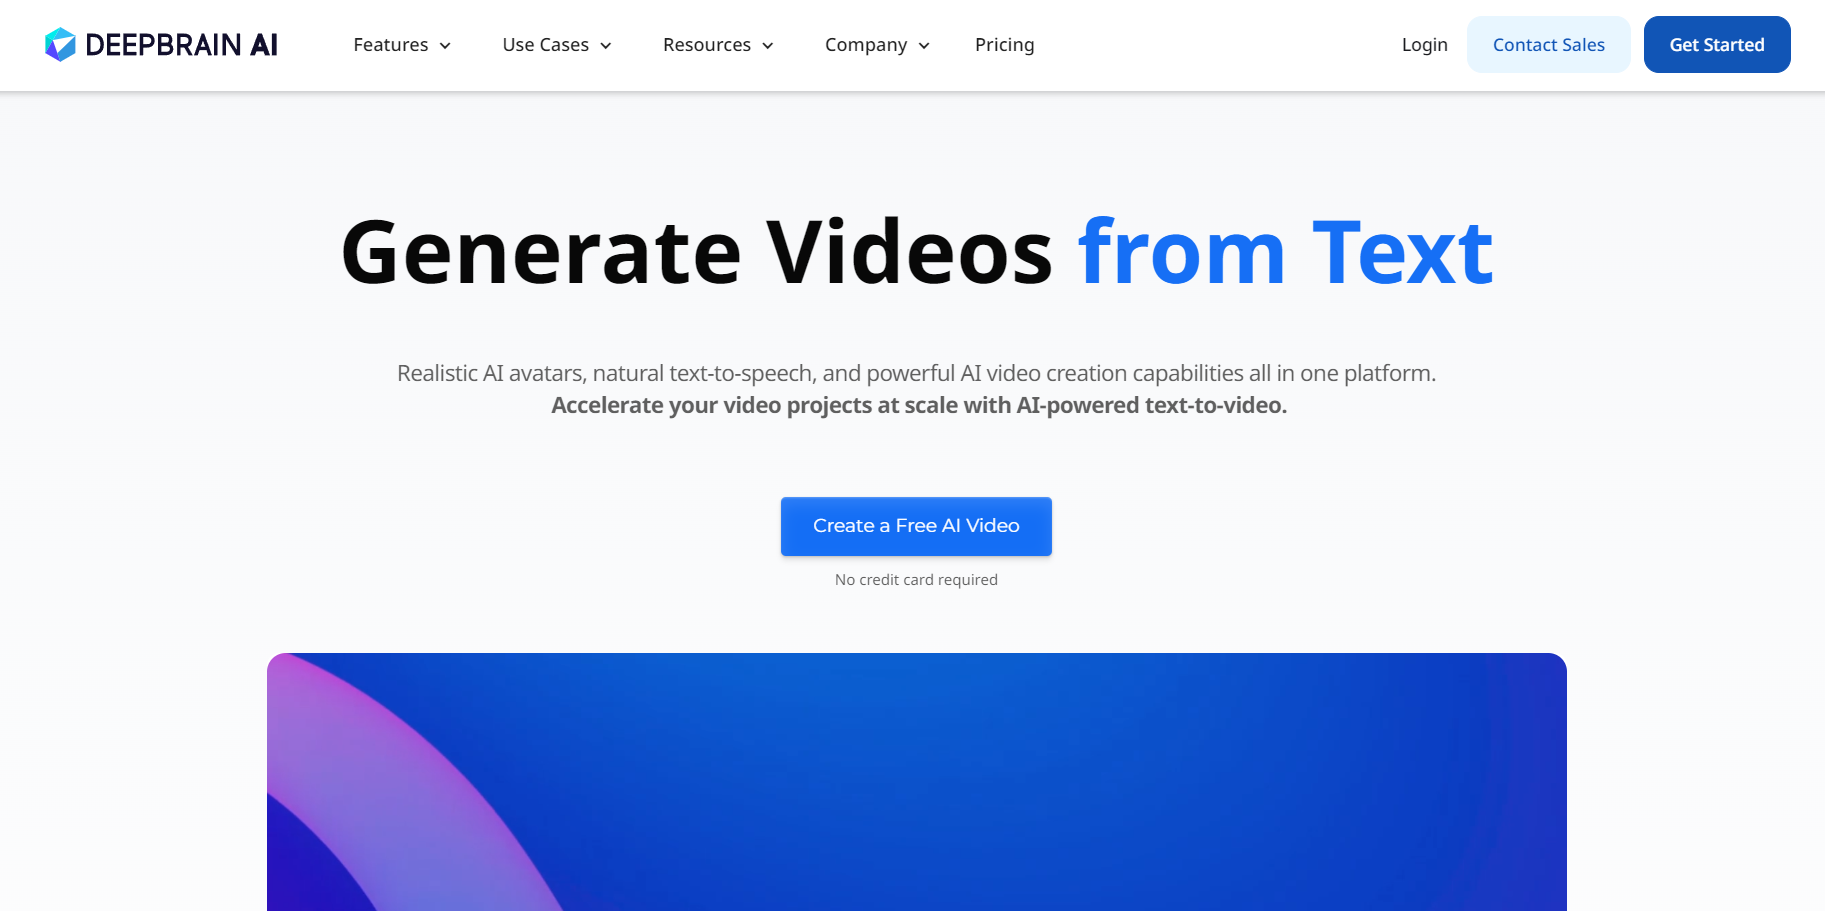 DEEPBRAIN AI
Features
Use Cases
Resources
Company
Pricing
Login
Contact Sales
Get Started
Generate Videos from Text
Realistic AI avatars, natural text-to-speech, and powerful AI video creation capabilities all in one platform.
Accelerate your video projects at scale with AI-powered text-to-video.
Create a Free AI Video
No credit card required